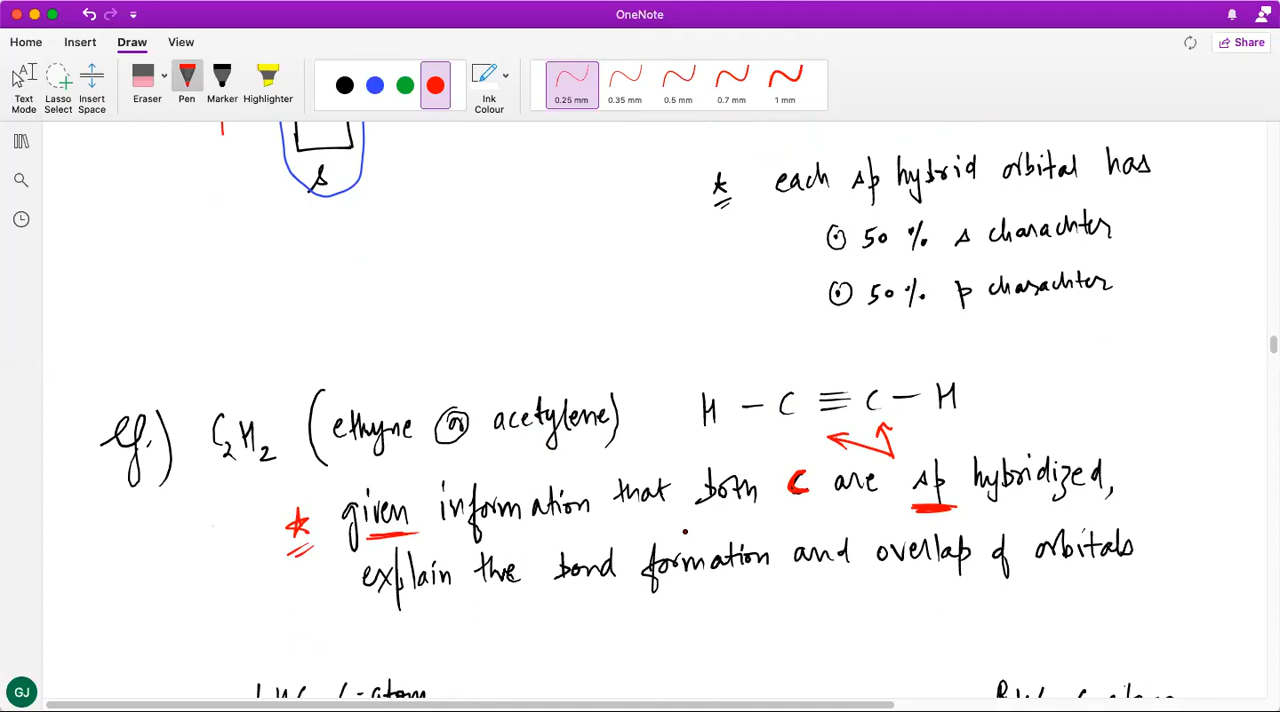 OneNote
Home Insert Draw View
Share
Text Mode
Lasso Select
Insert Space
Eraser
Pen
Marker
Highlighter
Ink Colour
0.25 mm
0.35 mm
0.5 mm
0.7 mm
1 mm
s
* each sp hybrid orbital has
50 % s charachter
50 % p charachter
eg.) C2H2 (ethyne or acetylene) H - C ≡ C - H
* given information that both C are sp hybridized,
explain the bond formation and overlap of orbitals
C-atom
GJ